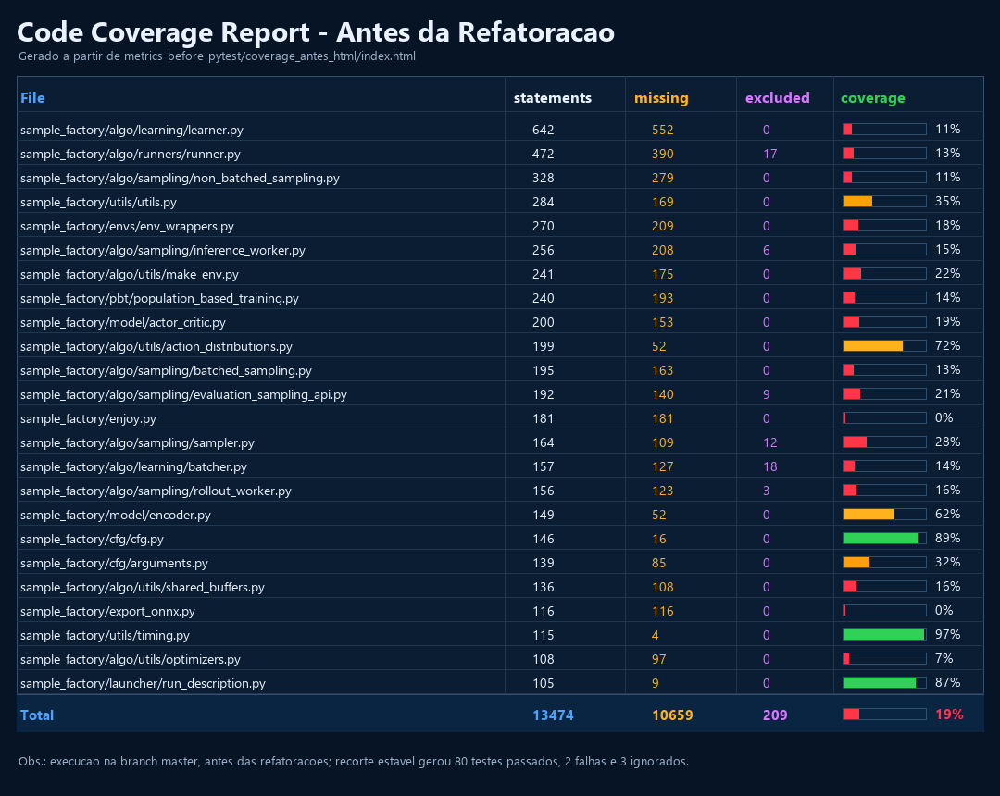 Code Coverage Report - Antes da Refatoracao
Gerado a partir de metrics-before-pytest/coverage_antes_html/index.html
File statements missing excluded coverage
sample_factory/algo/learning/learner.py 642 552 0 11%
sample_factory/algo/runners/runner.py 472 390 17 13%
sample_factory/algo/sampling/non_batched_sampling.py 328 279 0 11%
sample_factory/utils/utils.py 284 169 0 35%
sample_factory/envs/env_wrappers.py 270 209 0 18%
sample_factory/algo/sampling/inference_worker.py 256 208 6 15%
sample_factory/algo/utils/make_env.py 241 175 0 22%
sample_factory/pbt/population_based_training.py 240 193 0 14%
sample_factory/model/actor_critic.py 200 153 0 19%
sample_factory/algo/utils/action_distributions.py 199 52 0 72%
sample_factory/algo/sampling/batched_sampling.py 195 163 0 13%
sample_factory/algo/sampling/evaluation_sampling_api.py 192 140 9 21%
sample_factory/enjoy.py 181 181 0 0%
sample_factory/algo/sampling/sampler.py 164 109 12 28%
sample_factory/algo/learning/batcher.py 157 127 18 14%
sample_factory/algo/sampling/rollout_worker.py 156 123 3 16%
sample_factory/model/encoder.py 149 52 0 62%
sample_factory/cfg/cfg.py 146 16 0 89%
sample_factory/cfg/arguments.py 139 85 0 32%
sample_factory/algo/utils/shared_buffers.py 136 108 0 16%
sample_factory/export_onnx.py 116 116 0 0%
sample_factory/utils/timing.py 115 4 0 97%
sample_factory/algo/utils/optimizers.py 108 97 0 7%
sample_factory/launcher/run_description.py 105 9 0 87%
Total 13474 10659 209 19%
Obs.: execucao na branch master, antes das refatoracoes; recorte estavel gerou 80 testes passados, 2 falhas e 3 ignorados.